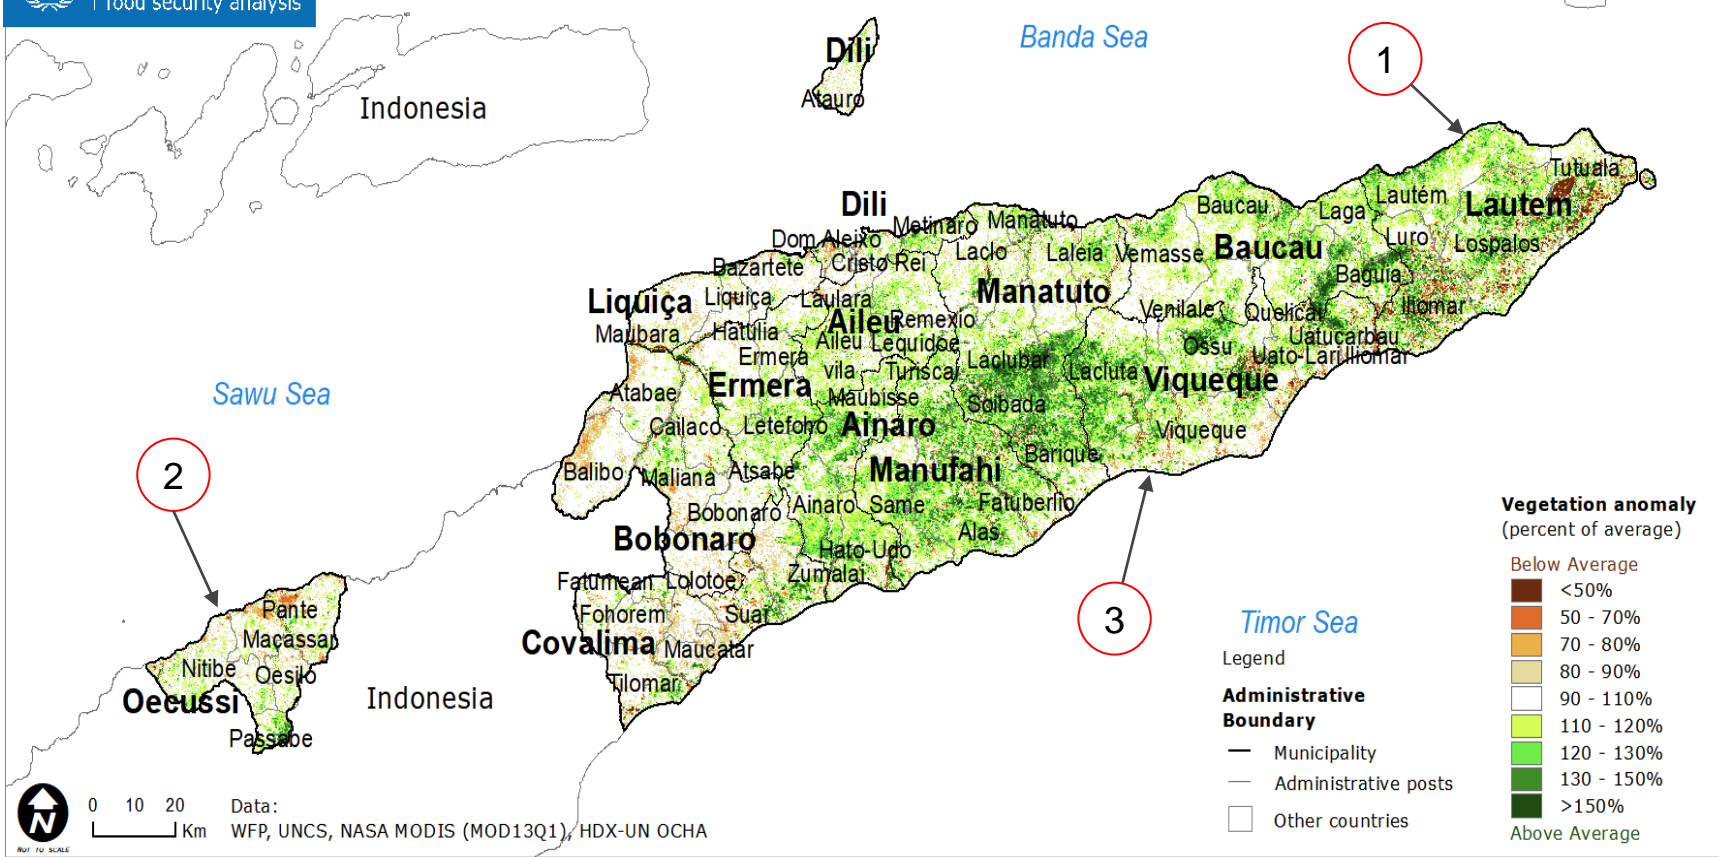 food security analysis
Banda Sea
1
Dili
Atauro
Indonesia
Tutuala
Dili
Baucau
Laga
Lautém
Lautem
Metinaro
Manatuto
Dom Aleixo
Luro
Lospalos
Bazartete
Cristo Rei
Laclo
Laleia
Vemasse
Baucau
Baguia
Liquiça
Liquiça
Laulara
Manatuto
Venilale
Quelicai
Iliomar
Maubara
Hatulia
Aileu
Remexio
Uatucarbau
Ermera
Aileu
Lequidoe
Laclubar
Ossu
Uato-Lari
Iliomar
vila
Turiscai
Lacluta
Viqueque
Sawu Sea
Atabae
Ermera
Maubisse
Soibada
Cailaco
Letefoho
Ainaro
Viqueque
2
Balibo
Maliana
Atsabe
Manufahi
Barique
Bobonaro
Ainaro
Same
Fatuberlio
Bobonaro
Alas
Hato-Udo
Fatumean
Lolotoe
Zumalai
3
Pante
Macassar
Fohorem
Suai
Covalima
Maucatar
Nitibe
Oesilo
Tilomar
Oecussi
Indonesia
Passabe
Timor Sea
Legend
Administrative
Boundary
Municipality
Administrative posts
Other countries
Vegetation anomaly
(percent of average)
Below Average
<50%
50 - 70%
70 - 80%
80 - 90%
90 - 110%
110 - 120%
120 - 130%
130 - 150%
>150%
Above Average
N
NOT TO SCALE
0 10 20
Km
Data:
WFP, UNCS, NASA MODIS (MOD13Q1), HDX-UN OCHA